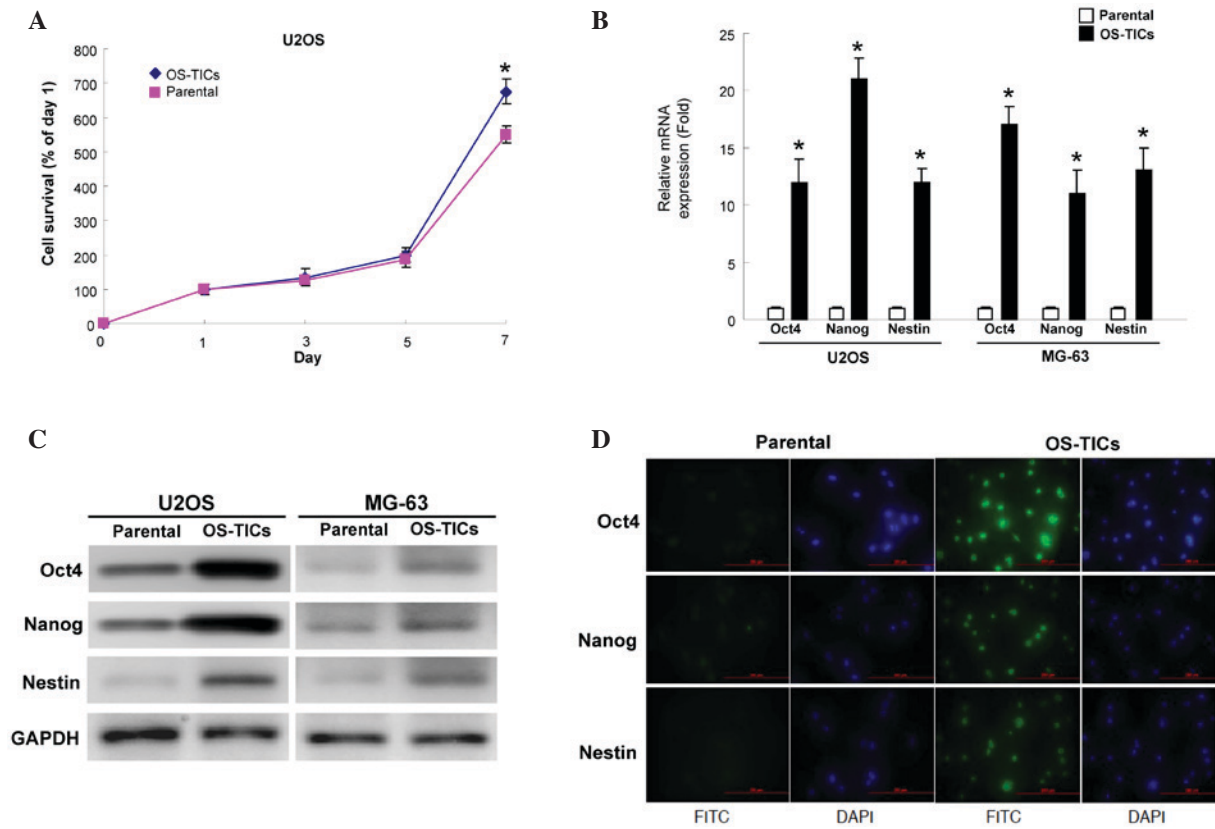 A
U2OS
800
700
600
500
400
300
200
100
0
OS-TICs
Parental
*
Cell survival (% of day 1)
0 1 3 5 7
Day
B
Parental
OS-TICs
25
20
15
10
5
0
Relative mRNA
expression (Fold)
* * * * * *
Oct4 Nanog Nestin Oct4 Nanog Nestin
U2OS MG-63
C
U2OS MG-63
Parental OS-TICs Parental OS-TICs
Oct4
Nanog
Nestin
GAPDH
D
Parental OS-TICs
Oct4
Nanog
Nestin
FITC DAPI FITC DAPI